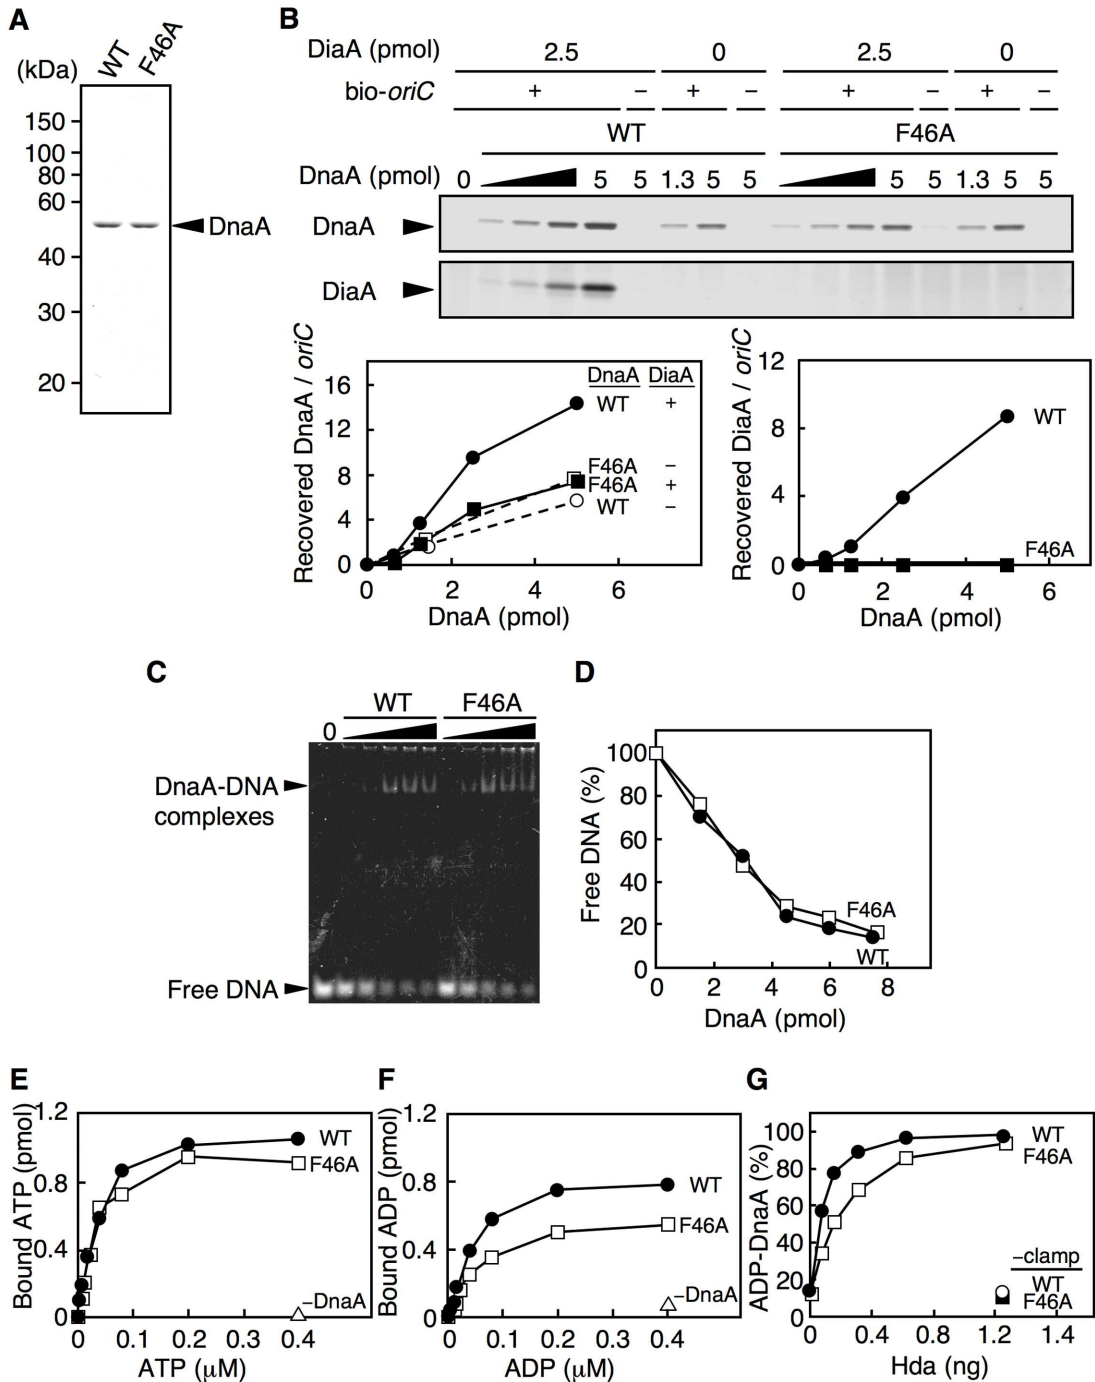 A
WT F46A
(kDa)
150
100
80
60
40
30
20
DnaA
B
DiaA (pmol) 2.5 0 2.5 0
bio-oriC + − + − + − + −
WT F46A
DnaA (pmol) 0 5 5 1.3 5 5 5 5 1.3 5 5
DnaA
DiaA
Recovered DnaA / oriC
16
12
8
4
0
0 2 4 6
DnaA (pmol)
DnaA DiaA
WT +
F46A −
F46A +
WT −
Recovered DiaA / oriC
12
8
4
0
0 2 4 6
DnaA (pmol)
WT
F46A
C
WT F46A
0
DnaA-DNA
complexes
Free DNA
D
Free DNA (%)
100
80
60
40
20
0
0 2 4 6 8
DnaA (pmol)
F46A
WT
E
Bound ATP (pmol)
1.2
0.8
0.4
0
0 0.1 0.2 0.3 0.4
ATP (μM)
WT
F46A
−DnaA
F
Bound ADP (pmol)
1.2
0.8
0.4
0
0 0.1 0.2 0.3 0.4
ADP (μM)
WT
F46A
−DnaA
G
ADP-DnaA (%)
100
80
60
40
20
0
0 0.4 0.8 1.2 1.4
Hda (ng)
WT
F46A
−clamp
WT
F46A